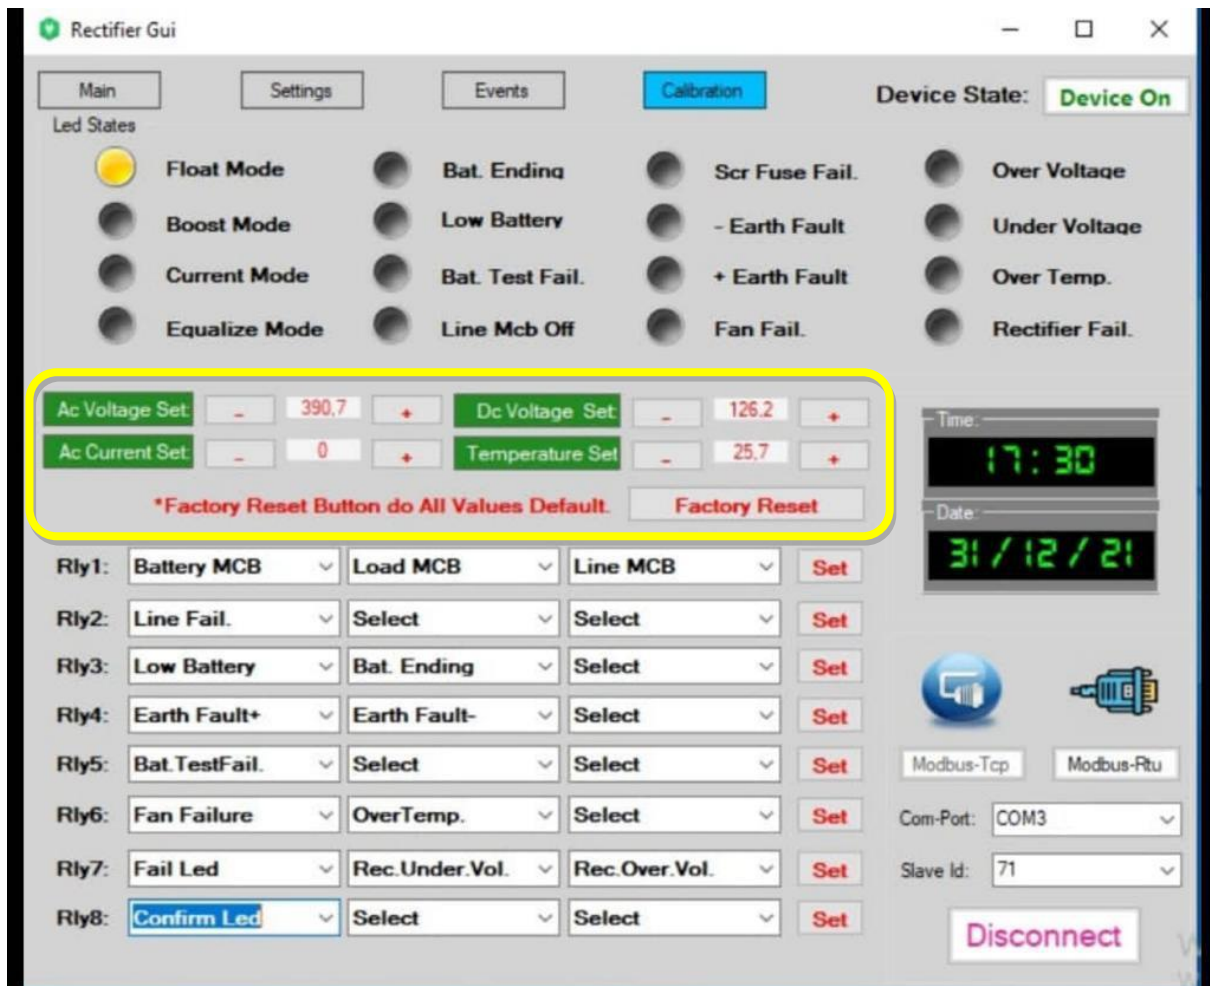 Rectifier Gui
Main Settings Events Calibration Device State: Device On
Led States
Float Mode Bat. Ending Scr Fuse Fail. Over Voltage
Boost Mode Low Battery - Earth Fault Under Voltage
Current Mode Bat. Test Fail. + Earth Fault Over Temp.
Equalize Mode Line Mcb Off Fan Fail. Rectifier Fail.
Ac Voltage Set: - 390,7 + Dc Voltage Set: - 126,2 +
Ac Current Set: - 0 + Temperature Set - 25,7 +
*Factory Reset Button do All Values Default. Factory Reset
Time:
17:30
Date:
31/12/21
Rly1: Battery MCB Load MCB Line MCB Set
Rly2: Line Fail. Select Select Set
Rly3: Low Battery Bat. Ending Select Set
Rly4: Earth Fault+ Earth Fault- Select Set
Rly5: Bat.TestFail. Select Select Set
Rly6: Fan Failure OverTemp. Select Set
Rly7: Fail Led Rec.Under.Vol. Rec.Over.Vol. Set
Rly8: Confirm Led Select Select Set
Modbus-Tcp Modbus-Rtu
Com-Port: COM3
Slave Id: 71
Disconnect